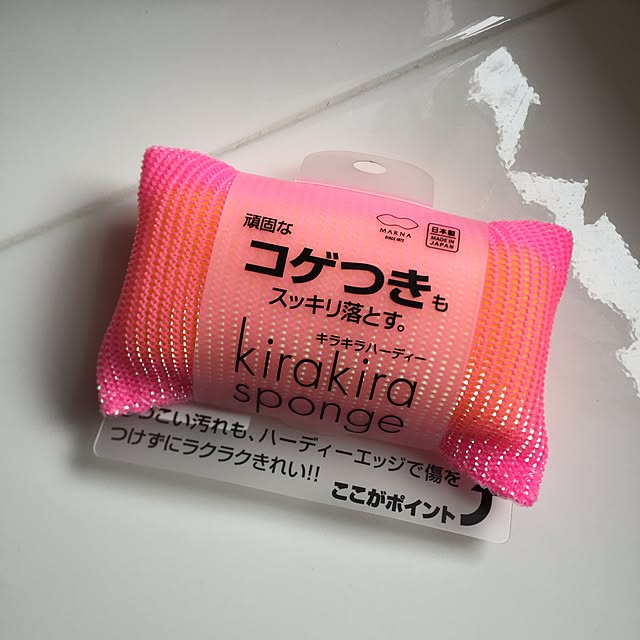 頑固な
コゲつきも
スッキリ落とす。
MARNA
SINCE 1872
日本製
MADE IN
JAPAN
キラキラハーディー
kirakira
sponge
こい汚れも、ハーディーエッジで傷を
つけずにラクラクきれい!!
ここがポイント